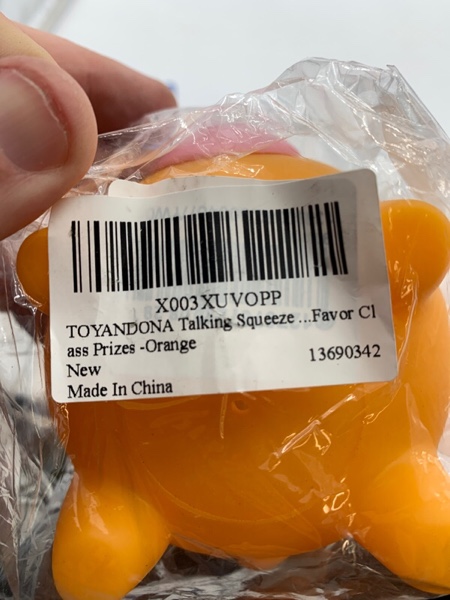 X003XUVOPP
TOYANDONA Talking Squeeze ...Favor Cl
ass Prizes -Orange
New
13690342
Made In China